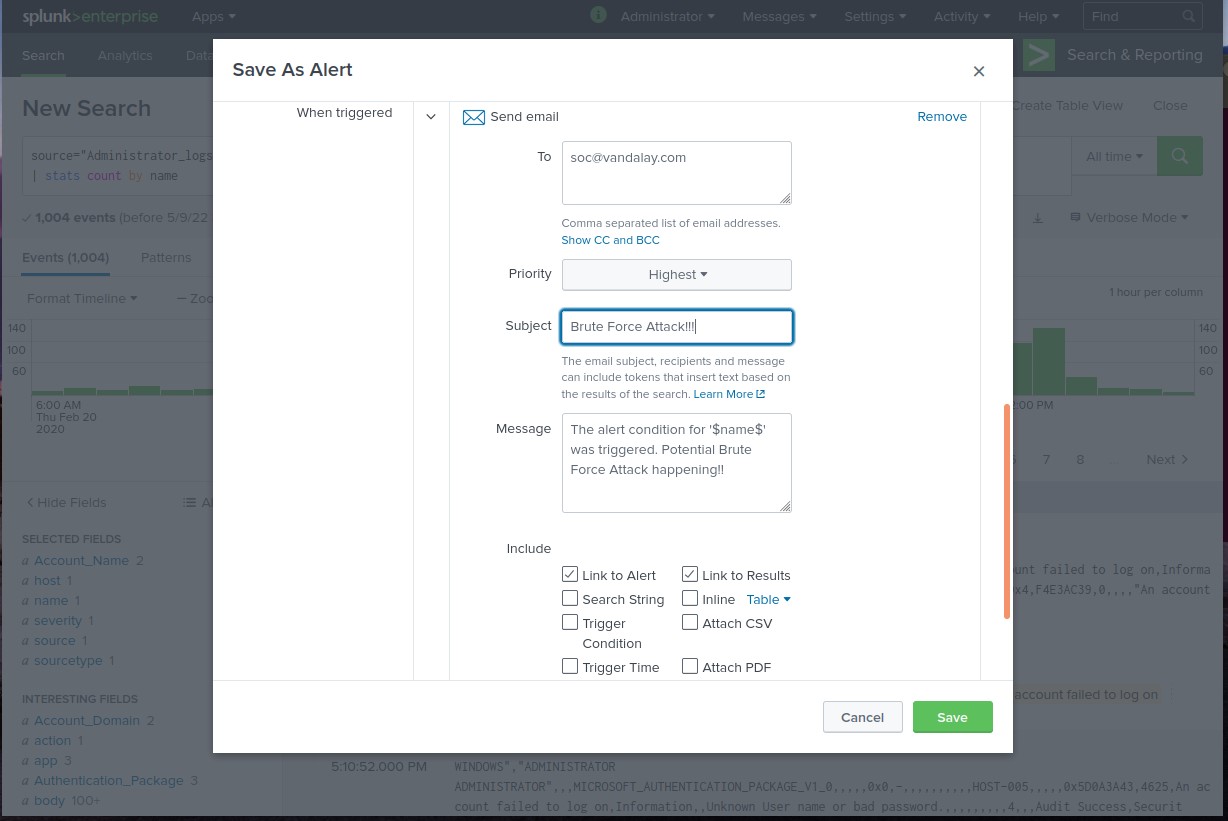 splunk>enterprise Apps Administrator Messages Settings Activity Help Find
Search Analytics Data Search & Reporting
Save As Alert
New Search Create Table View Close
source="Administrator_logs All time
| stats count by name
✓ 1,004 events (before 5/9/22 Verbose Mode
Events (1,004) Patterns
Format Timeline — Zoo 1 hour per column
140 140
100 100
60 60
6:00 AM :00 PM
Thu Feb 20
2020
7 8 Next
Hide Fields
SELECTED FIELDS
a Account_Name 2
a host 1
a name 1
a severity 1
a source 1
a sourcetype 1
INTERESTING FIELDS
a Account_Domain 2
a action 1
a app 3
a Authentication_Package 3
a body 100+
When triggered
Send email Remove
To soc@vandalay.com
Comma separated list of email addresses.
Show CC and BCC
Priority Highest
Subject Brute Force Attack!!!
The email subject, recipients and message
can include tokens that insert text based on
the results of the search. Learn More
Message The alert condition for '$name$'
was triggered. Potential Brute
Force Attack happening!!
Include
Link to Alert Link to Results
Search String Inline Table
Trigger Attach CSV
Condition
Trigger Time Attach PDF
Cancel Save
ount failed to log on,Informa
0x4,F4E3AC39,0,,,,"An account
account failed to log on
5:10:52.000 PM WINDOWS","ADMINISTRATOR
ADMINISTRATOR",,,MICROSOFT_AUTHENTICATION_PACKAGE_V1_0,,,,,0x0,-,,,,,,,,,HOST-005,,,,,0x5D0A3A43,4625,An ac
count failed to log on,Information,,Unknown User name or bad password.,,,,,,,,,4,,,Audit Success,Securit